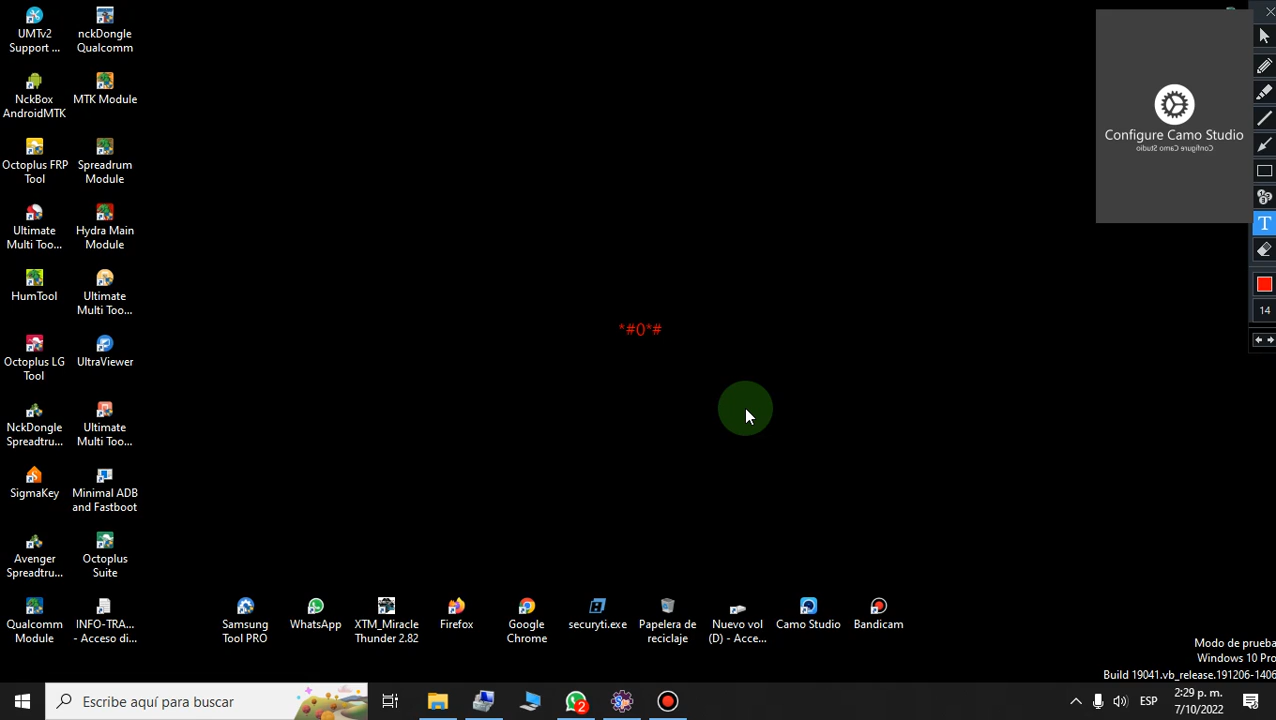 UMTv2
Support ...
nckDongle
Qualcomm
NckBox
AndroidMTK
MTK Module
Octoplus FRP
Tool
Spreadrum
Module
Ultimate
Multi Too...
Hydra Main
Module
HumTool
Ultimate
Multi Too...
Octoplus LG
Tool
UltraViewer
NckDongle
Spreadtru...
Ultimate
Multi Too...
SigmaKey
Minimal ADB
and Fastboot
Avenger
Spreadtru...
Octoplus
Suite
Qualcomm
Module
INFO-TRA...
- Acceso di...
Samsung
Tool PRO
WhatsApp
XTM_Miracle
Thunder 2.82
Firefox
Google
Chrome
securyti.exe
Papelera de
reciclaje
Nuevo vol
(D) - Acce...
Camo Studio
Bandicam
*#0*#
Configure Camo Studio
Configure Camo Studio
T
14
Modo de prueba
Windows 10 Pro
Build 19041.vb_release.191206-1406
Escribe aquí para buscar
2
ESP
2:29 p. m.
7/10/2022